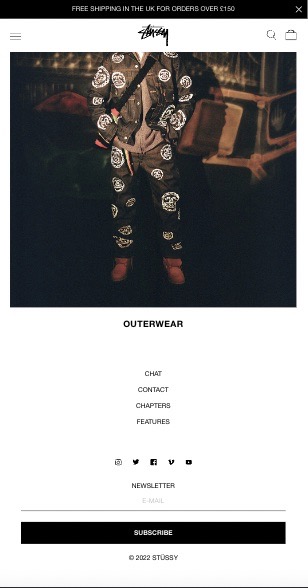 FREE SHIPPING IN THE UK FOR ORDERS OVER £150
Stüssy
OUTERWEAR
CHAT
CONTACT
CHAPTERS
FEATURES
NEWSLETTER
E-MAIL
SUBSCRIBE
© 2022 STÜSSY